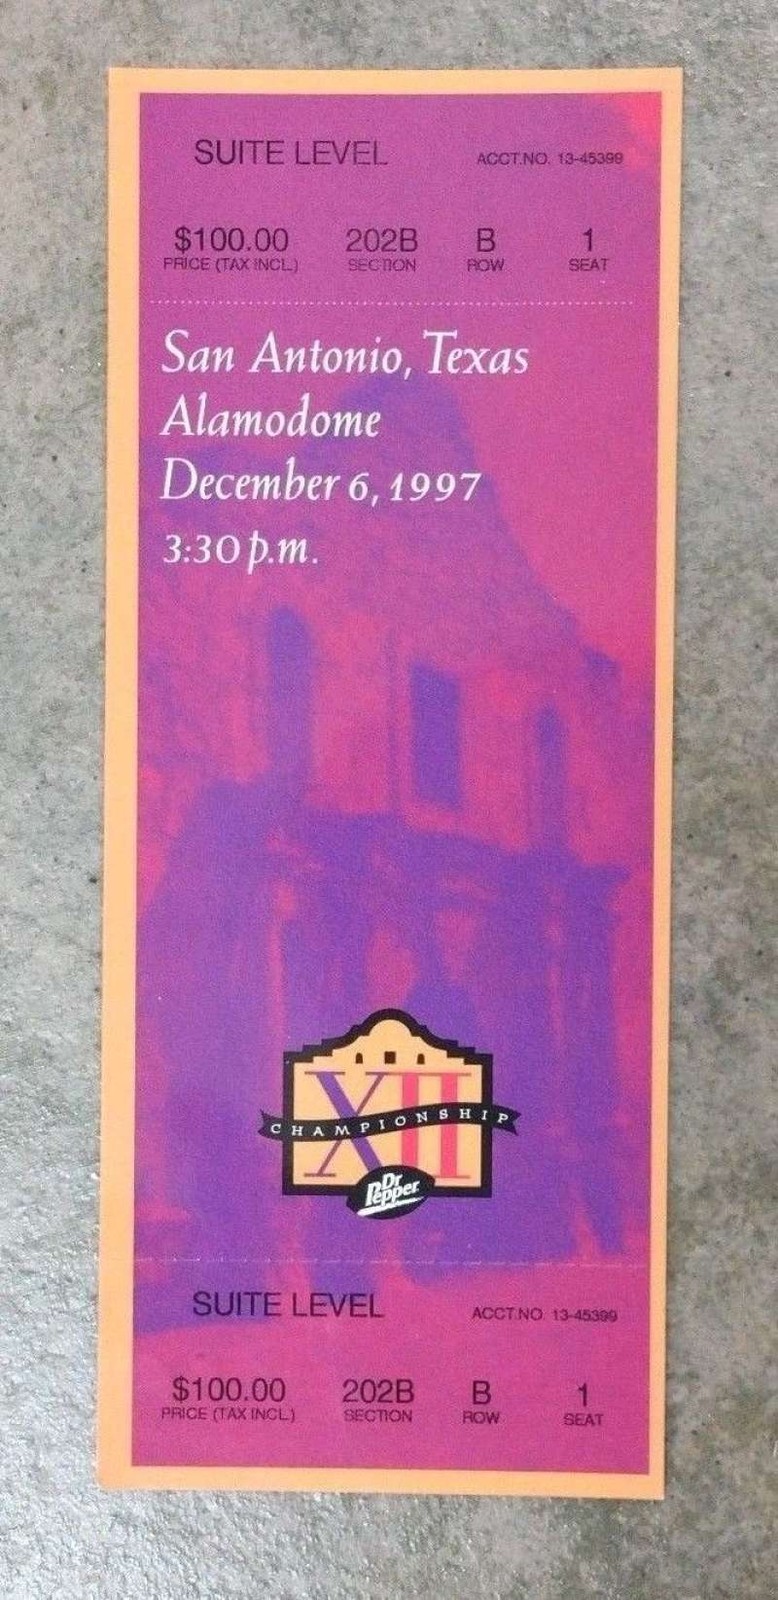 SUITE LEVEL ACCT.NO. 13-45399
$100.00 202B B 1
PRICE (TAX INCL.) SECTION ROW SEAT
San Antonio, Texas
Alamodome
December 6, 1997
3:30 p.m.
XII
CHAMPIONSHIP
Dr
Pepper
SUITE LEVEL ACCT.NO. 13-45399
$100.00 202B B 1
PRICE (TAX INCL.) SECTION ROW SEAT